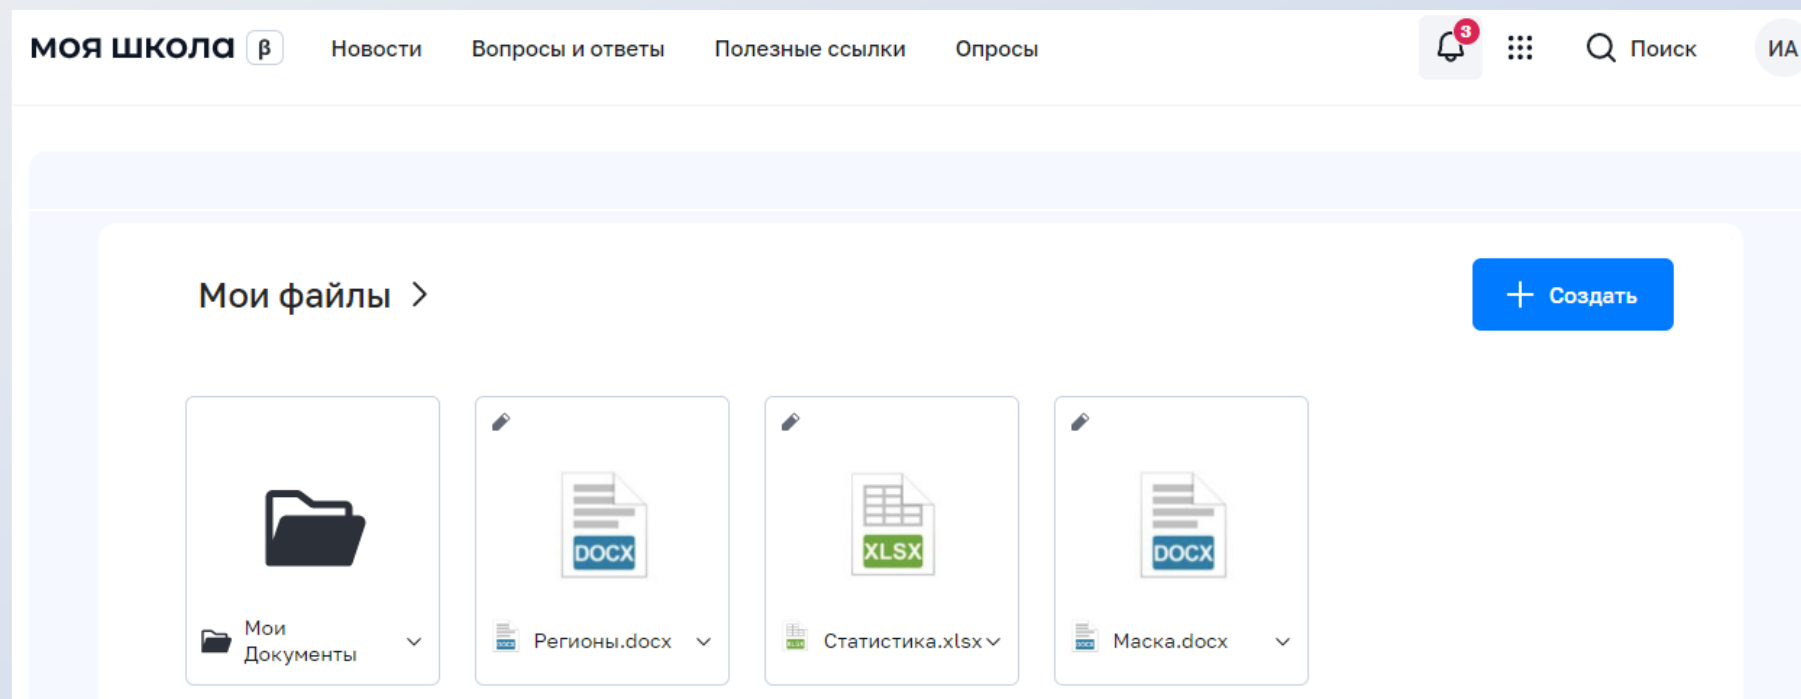 моя школа β Новости Вопросы и ответы Полезные ссылки Опросы 3 Поиск ИА
Мои файлы
Создать
DOCX XLSX DOCX
Мои
Документы
Регионы.docx
Статистика.xlsx
Маска.docx